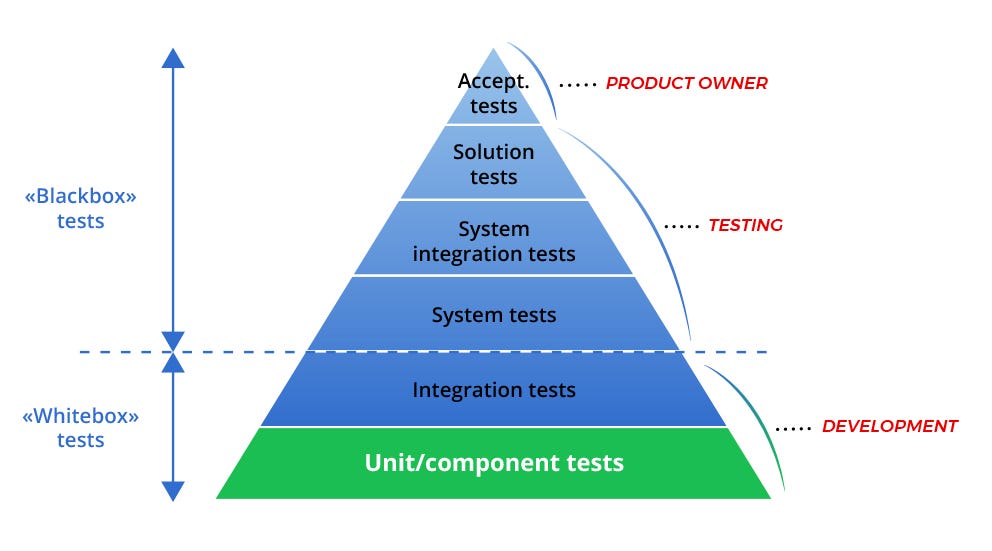 Accept.
tests
PRODUCT OWNER
Solution
tests
«Blackbox»
tests
System
integration tests
TESTING
System tests
Integration tests
«Whitebox»
tests
DEVELOPMENT
Unit/component tests